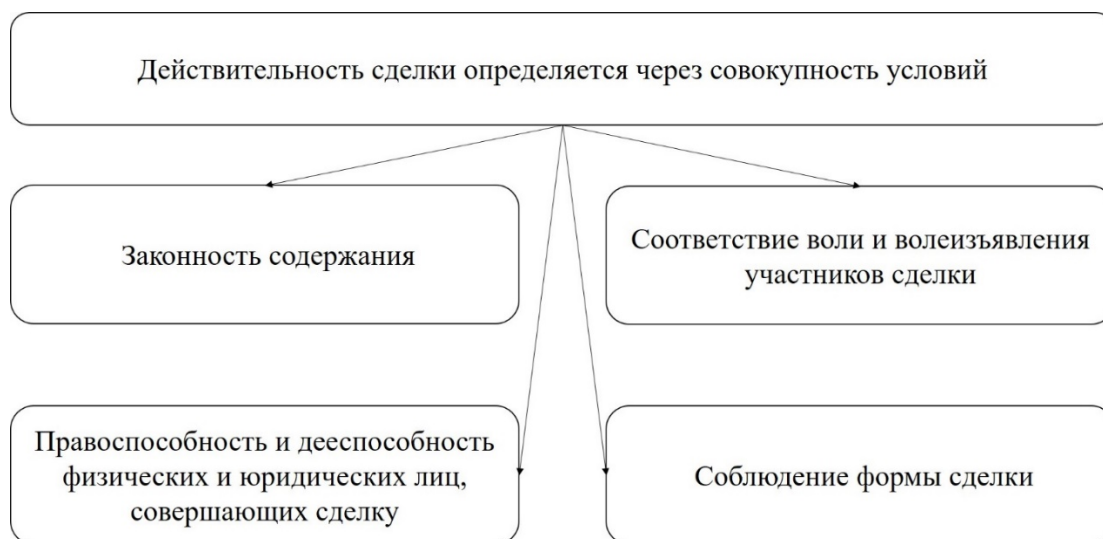 Действительность сделки определяется через совокупность условий
Законность содержания
Соответствие воли и волеизъявления
участников сделки
Правоспособность и дееспособность
физических и юридических лиц,
совершающих сделку
Соблюдение формы сделки